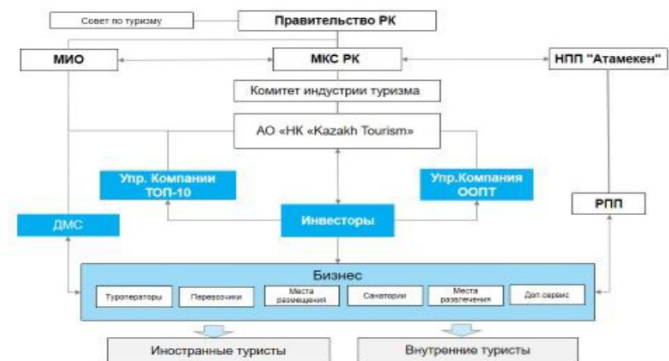 Совет по туризму
Правительство РК
МИО
МКС РК
НПП "Атамекен"
Комитет индустрии туризма
АО «НК «Kazakh Tourism»
Упр. Компании
ТОП-10
Упр.Компания
ООПТ
ДМС
Инвесторы
РПП
Бизнес
Туроператоры
Перевозчики
Места
размещения
Санатории
Места
развлечения
Доп.сервис
Иностранные туристы
Внутренние туристы